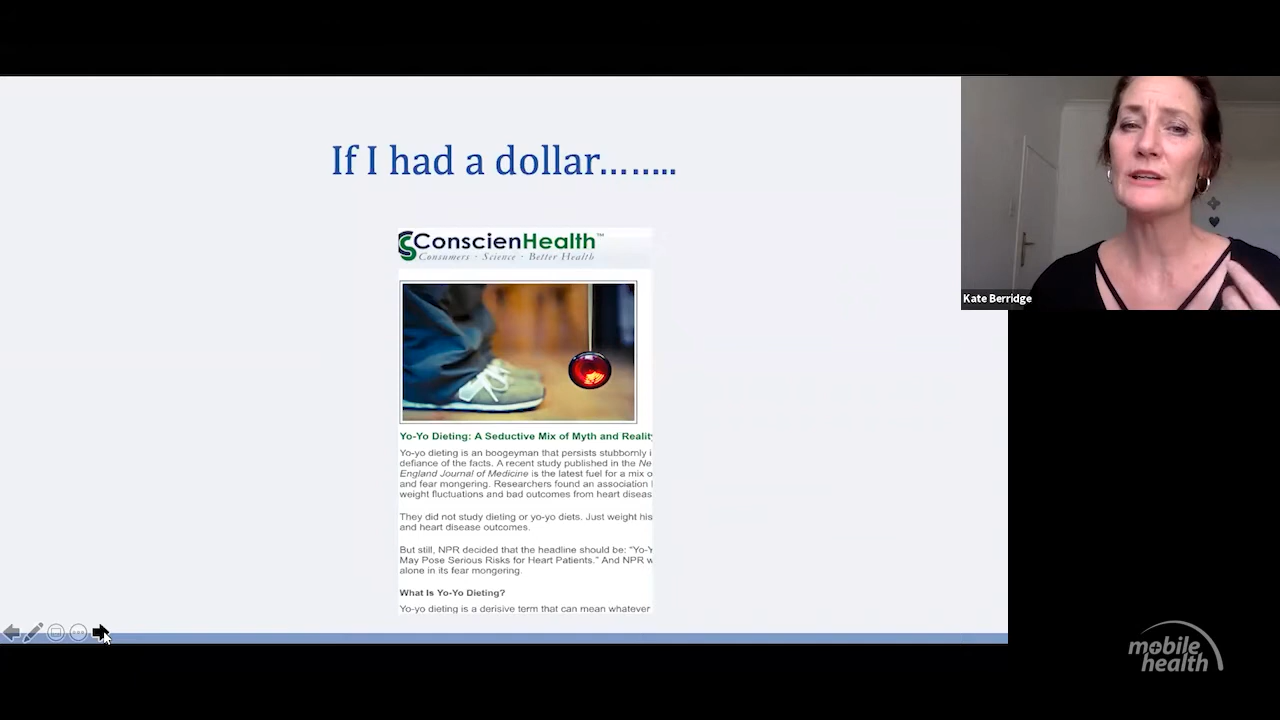 If I had a dollar……..
ConscienHealth™
Consumers · Science · Better Health
Yo-Yo Dieting: A Seductive Mix of Myth and Reality
Yo-yo dieting is an boogeyman that persists stubbornly i
defiance of the facts. A recent study published in the Ne
England Journal of Medicine is the latest fuel for a mix o
and fear mongering. Researchers found an association
weight fluctuations and bad outcomes from heart diseas
They did not study dieting or yo-yo diets. Just weight his
and heart disease outcomes.
But still, NPR decided that the headline should be: "Yo-Y
May Pose Serious Risks for Heart Patients." And NPR w
alone in its fear mongering.
What Is Yo-Yo Dieting?
Yo-yo dieting is a derisive term that can mean whatever
Kate Berridge
mobile
health